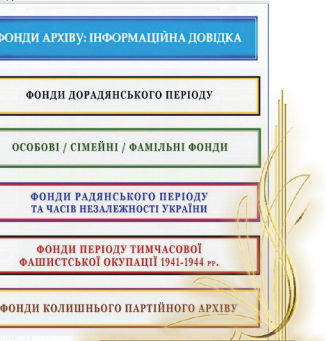 ФОНДИ АРХІВУ: ІНФОРМАЦІЙНА ДОВІДКА
ФОНДИ ДОРАДЯНСЬКОГО ПЕРІОДУ
ОСОБОВІ / СІМЕЙНІ / ФАМІЛЬНІ ФОНДИ
ФОНДИ РАДЯНСЬКОГО ПЕРІОДУ
ТА ЧАСІВ НЕЗАЛЕЖНОСТІ УКРАЇНИ
ФОНДИ ПЕРІОДУ ТИМЧАСОВОЇ
ФАШИСТСЬКОЇ ОКУПАЦІЇ 1941-1944 рр.
ФОНДИ КОЛИШНЬОГО ПАРТІЙНОГО АРХІВУ